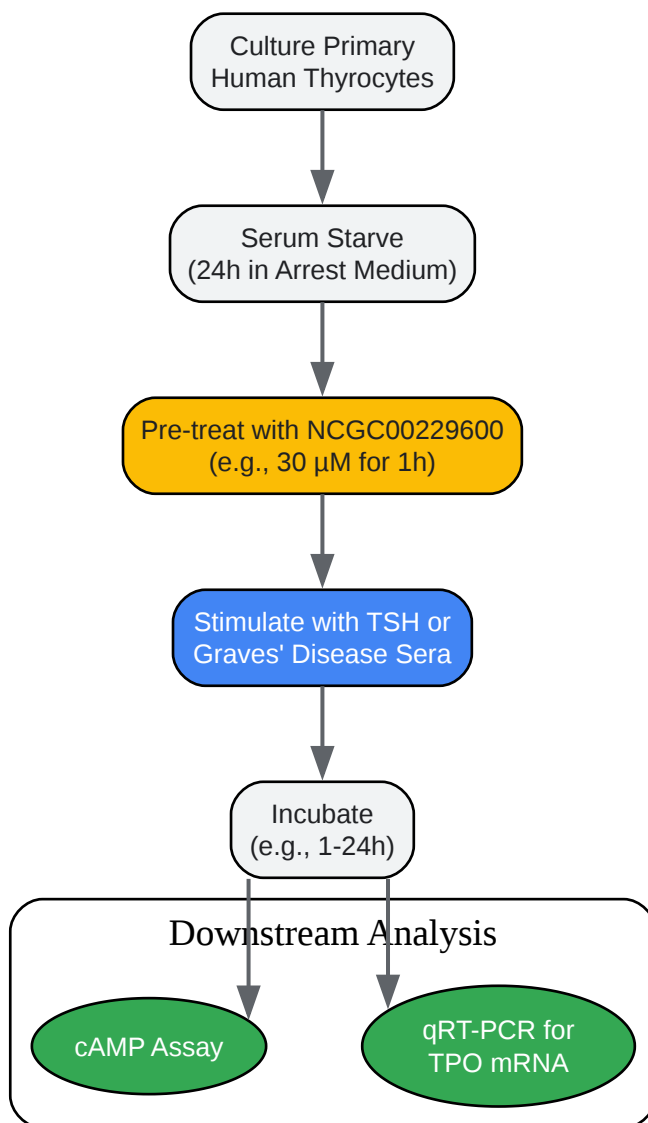 Culture Primary
Human Thyrocytes
Serum Starve
(24h in Arrest Medium)
Pre-treat with NCGC00229600
(e.g., 30 µM for 1h)
Stimulate with TSH or
Graves' Disease Sera
Incubate
(e.g., 1-24h)
Downstream Analysis
cAMP Assay
qRT-PCR for
TPO mRNA